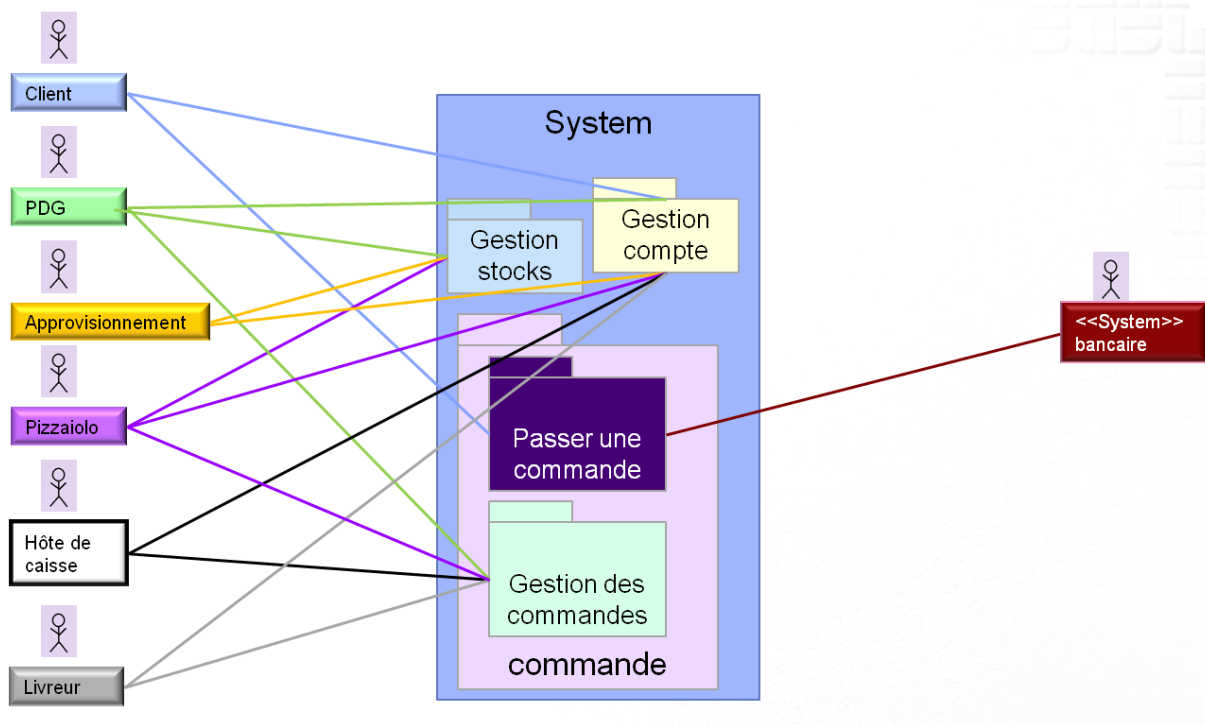 Client
PDG
Approvisionnement
Pizzaiolo
Hôte de
caisse
Livreur
System
Gestion
stocks
Gestion
compte
Passer une
commande
Gestion des
commandes
commande
<<System>>
bancaire